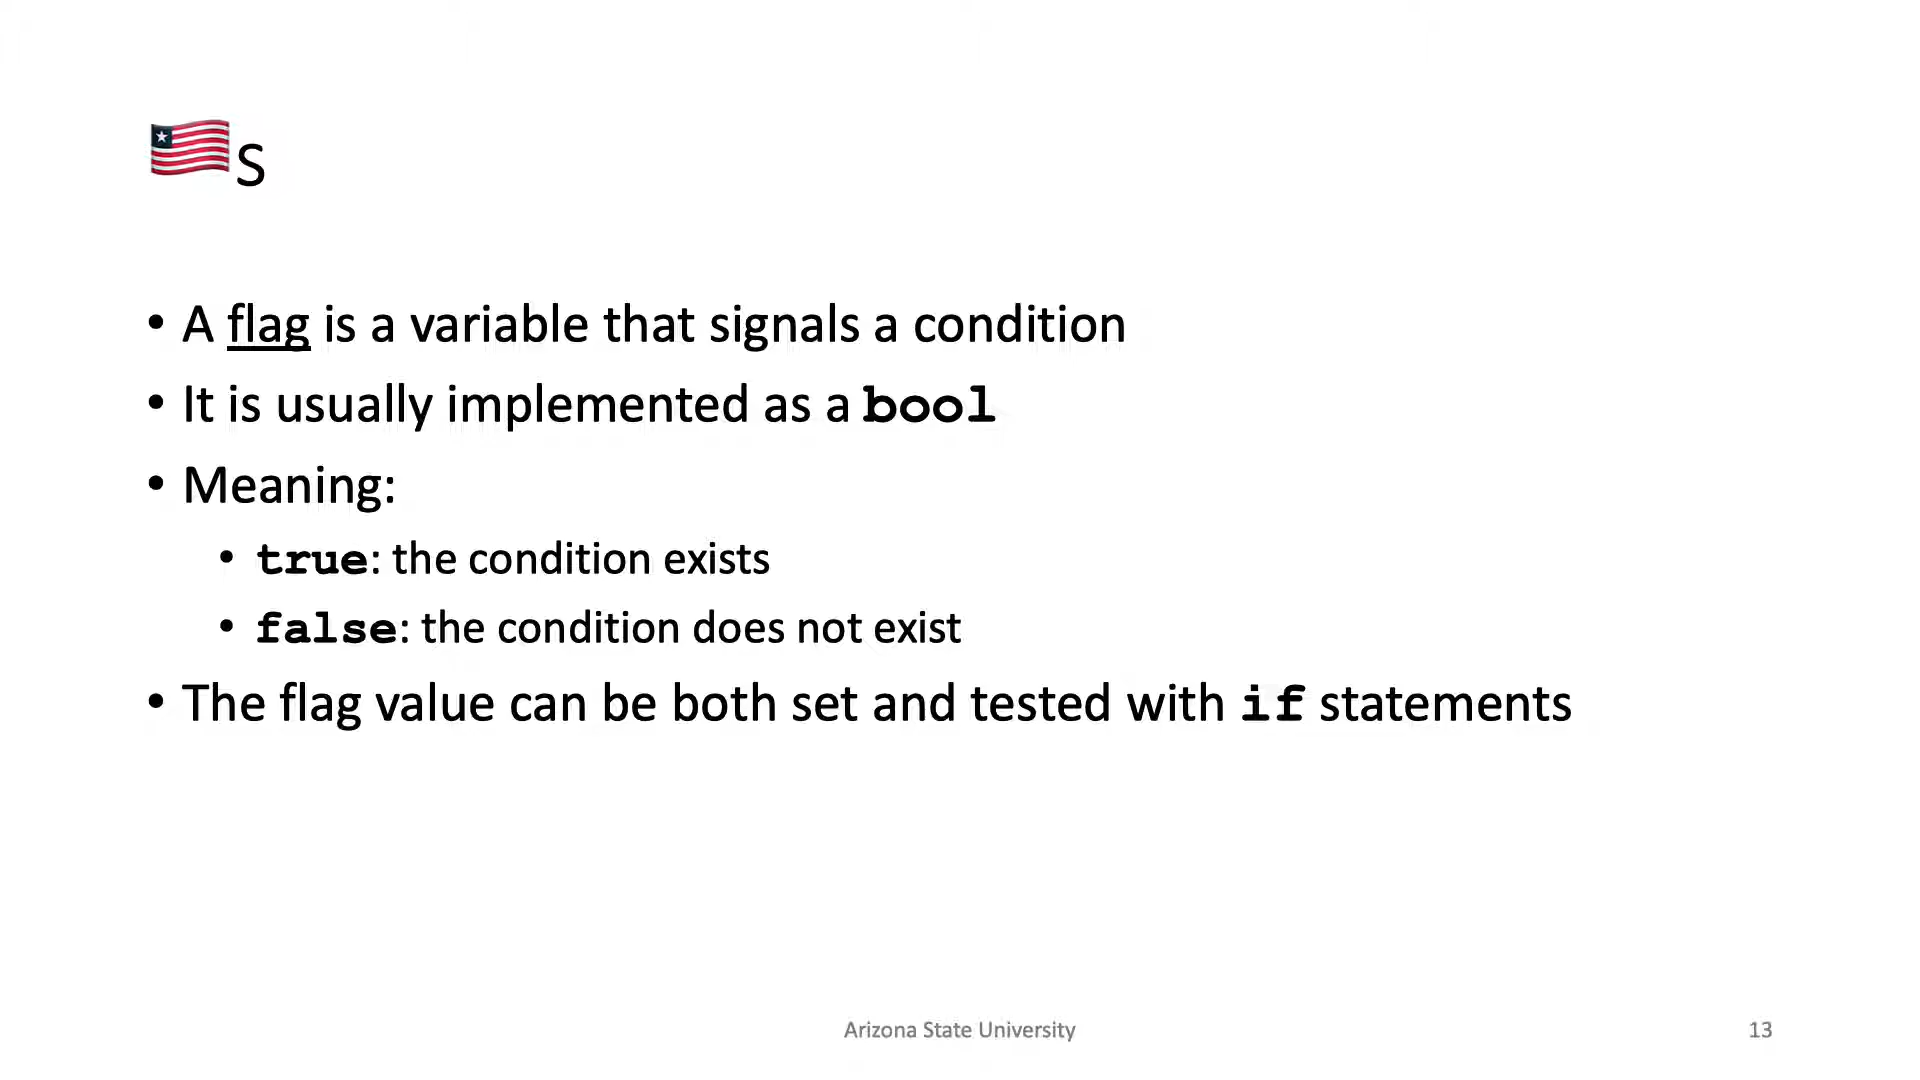 🇱🇷s
• A flag is a variable that signals a condition
• It is usually implemented as a bool
• Meaning:
• true: the condition exists
• false: the condition does not exist
• The flag value can be both set and tested with if statements
Arizona State University
13